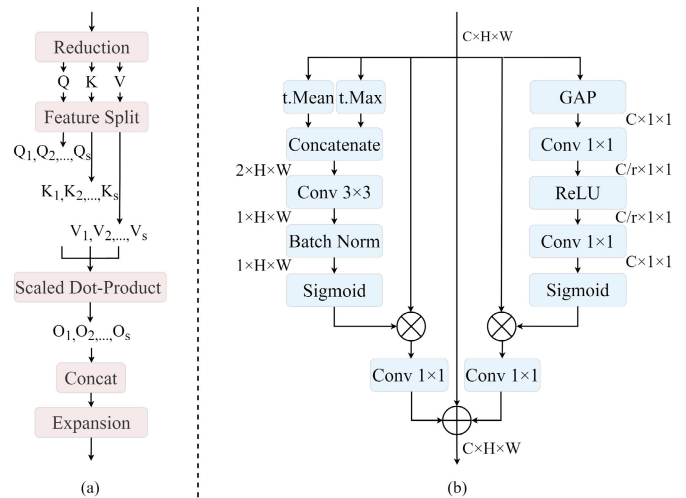 Reduction
Q K V
Feature Split
Q₁,Q₂,...,Qₛ
K₁,K₂,...,Kₛ
V₁,V₂,...,Vₛ
Scaled Dot-Product
O₁,O₂,...,Oₛ
Concat
Expansion
(a)
C×H×W
t.Mean t.Max
Concatenate
2×H×W
Conv 3×3
1×H×W
Batch Norm
1×H×W
Sigmoid
GAP
C×1×1
Conv 1×1
C/r×1×1
ReLU
C/r×1×1
Conv 1×1
C×1×1
Sigmoid
Conv 1×1 Conv 1×1
C×H×W
(b)